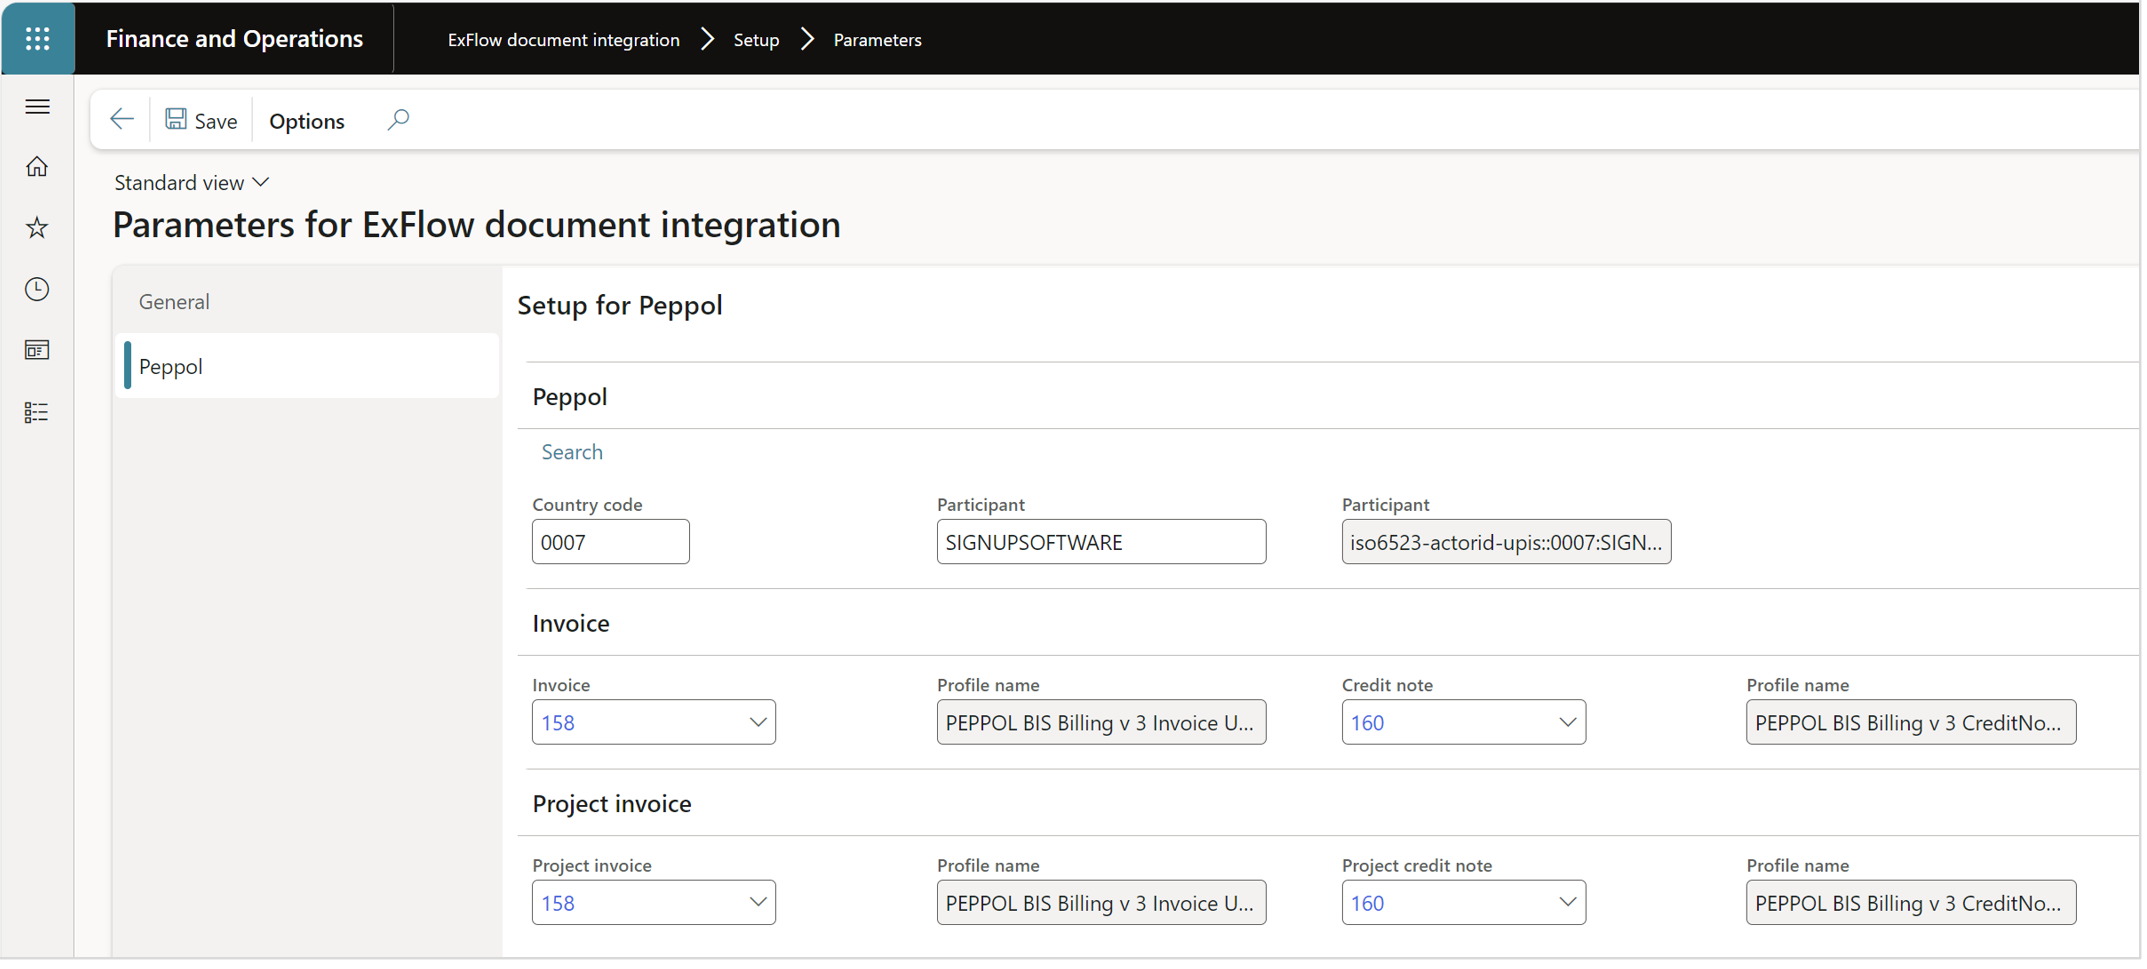 Finance and Operations
ExFlow document integration Setup Parameters
Save Options
Standard view
Parameters for ExFlow document integration
General
Peppol
Setup for Peppol
Peppol
Search
Country code Participant Participant
0007 SIGNUPSOFTWARE iso6523-actorid-upis::0007:SIGN...
Invoice
Invoice Profile name Credit note Profile name
158 PEPPOL BIS Billing v 3 Invoice U... 160 PEPPOL BIS Billing v 3 CreditNo...
Project invoice
Project invoice Profile name Project credit note Profile name
158 PEPPOL BIS Billing v 3 Invoice U... 160 PEPPOL BIS Billing v 3 CreditNo...